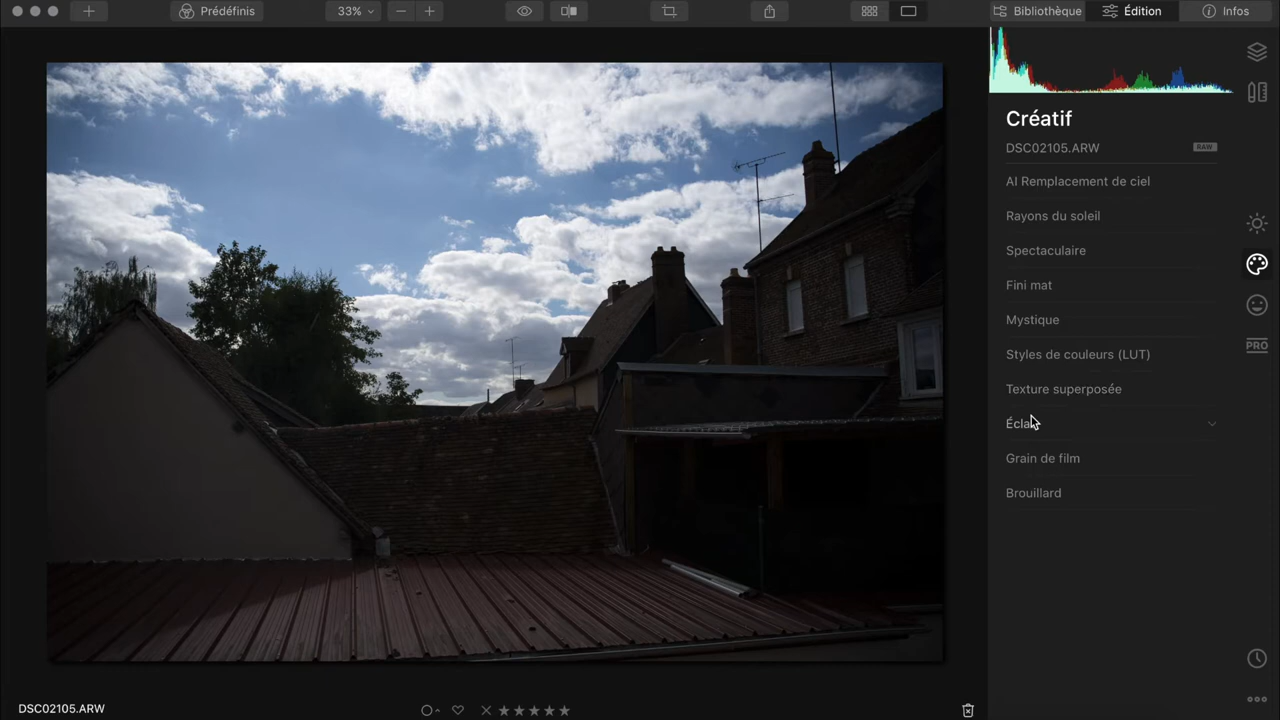 Prédéfinis
33%
Bibliothèque
Édition
Infos
Créatif
DSC02105.ARW
RAW
AI Remplacement de ciel
Rayons du soleil
Spectaculaire
Fini mat
Mystique
Styles de couleurs (LUT)
Texture superposée
Grain de film
Brouillard
PRO
DSC02105.ARW